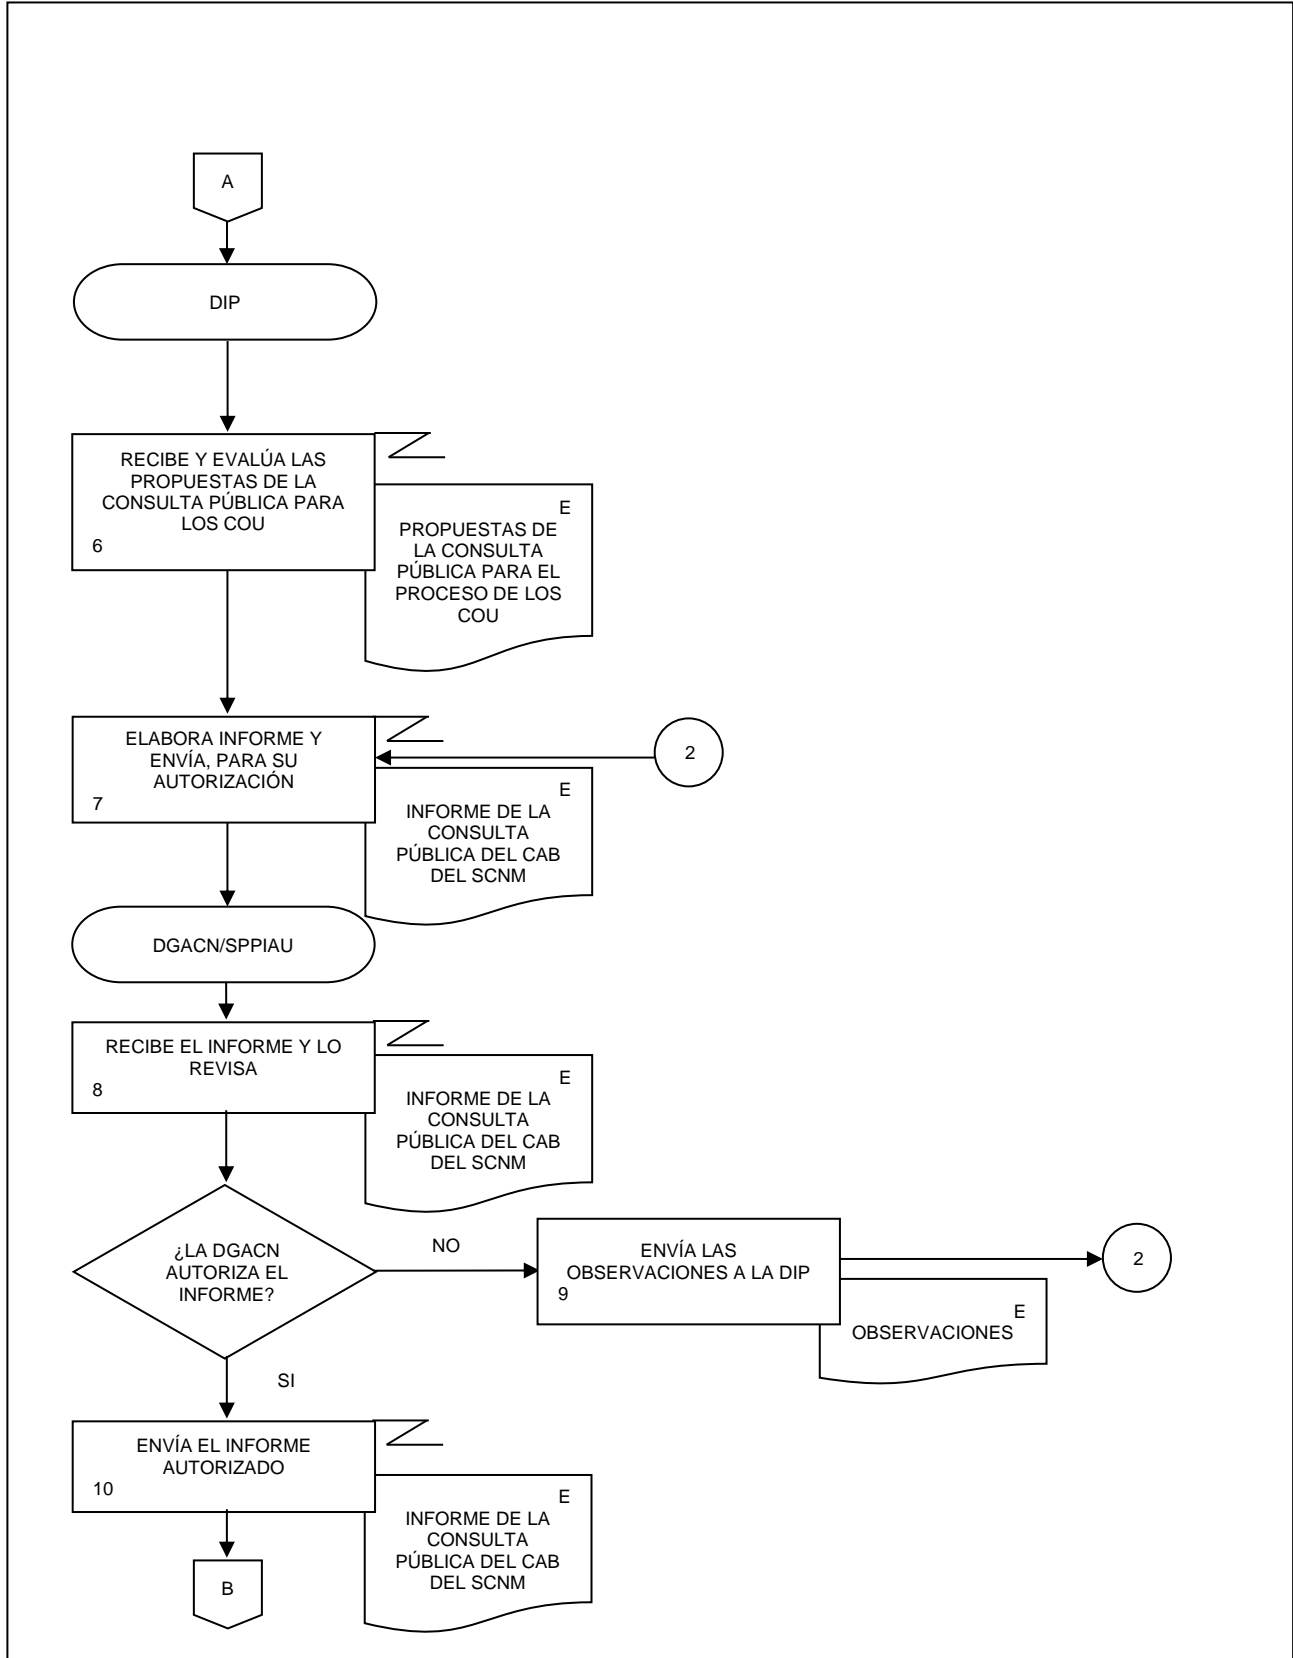 A
DIP
RECIBE Y EVALÚA LAS
PROPUESTAS DE LA
CONSULTA PÚBLICA PARA
LOS COU
6
E
PROPUESTAS DE
LA CONSULTA
PÚBLICA PARA EL
PROCESO DE LOS
COU
ELABORA INFORME Y
ENVÍA, PARA SU
AUTORIZACIÓN
7
2
E
INFORME DE LA
CONSULTA
PÚBLICA DEL CAB
DEL SCNM
DGACN/SPPIAU
RECIBE EL INFORME Y LO
REVISA
8
E
INFORME DE LA
CONSULTA
PÚBLICA DEL CAB
DEL SCNM
¿LA DGACN
AUTORIZA EL
INFORME?
NO
ENVÍA LAS
OBSERVACIONES A LA DIP
9
2
E
OBSERVACIONES
SI
ENVÍA EL INFORME
AUTORIZADO
10
E
INFORME DE LA
CONSULTA
PÚBLICA DEL CAB
DEL SCNM
B